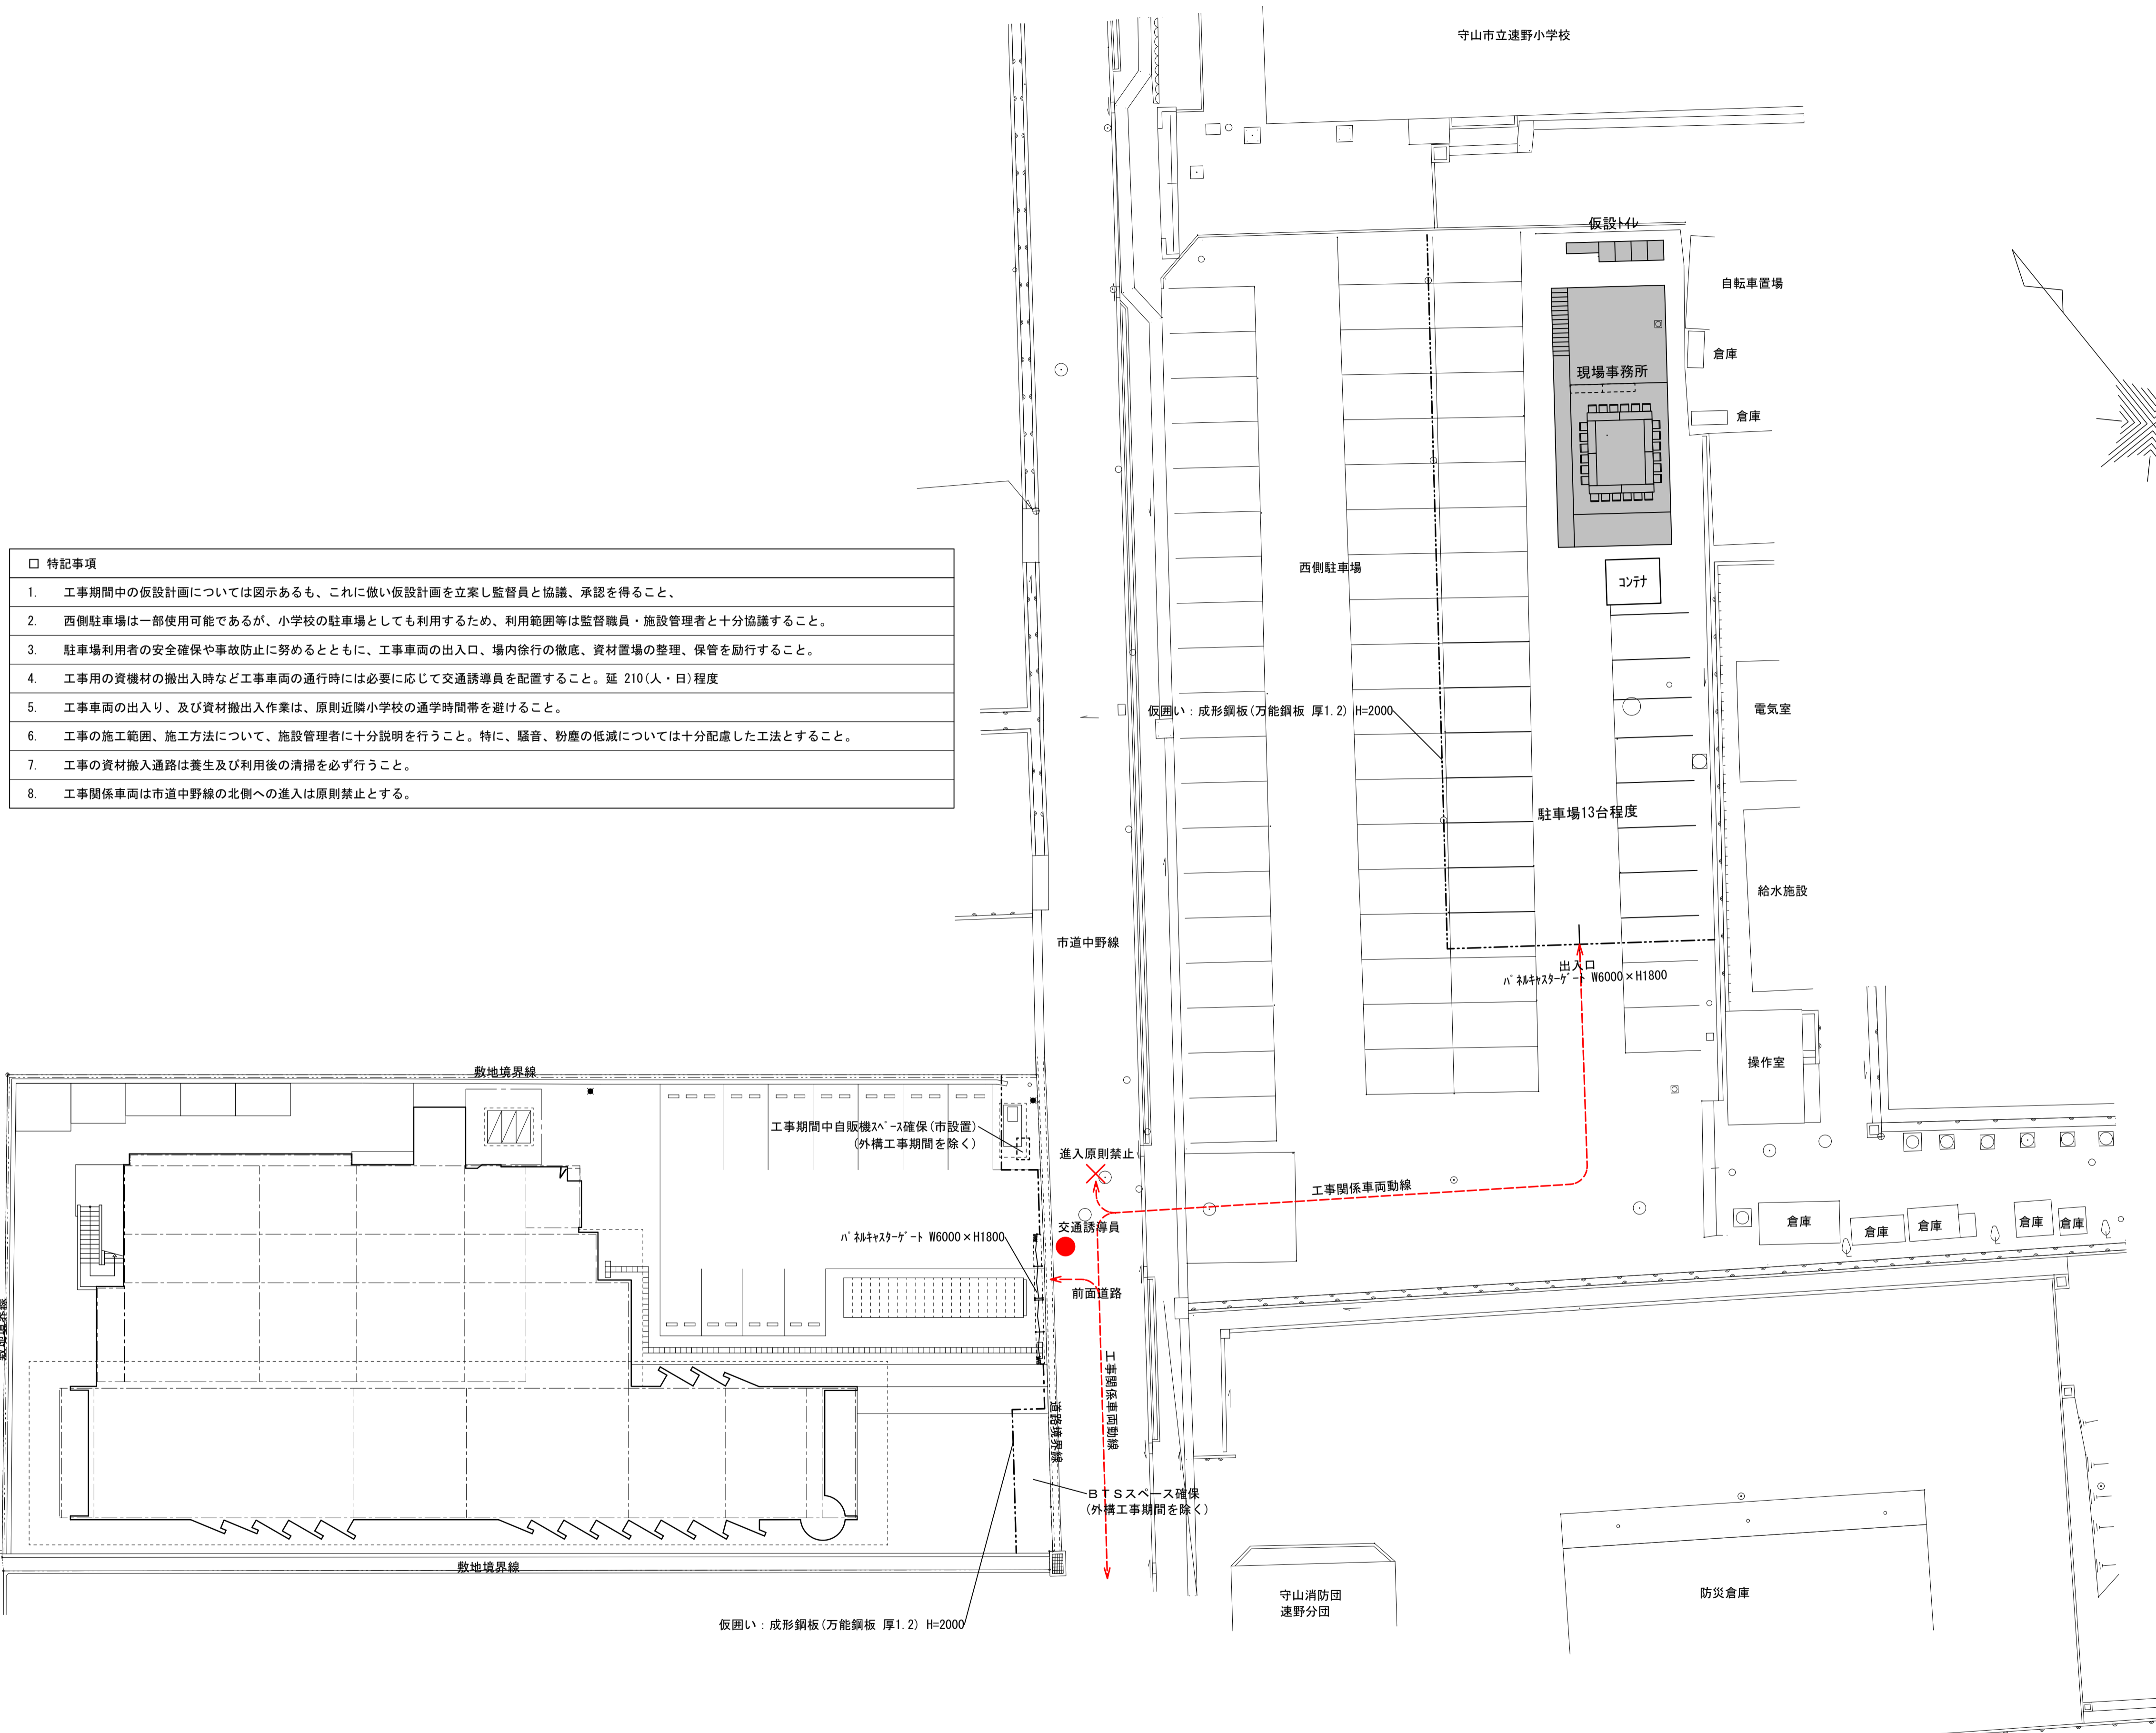 守山市立速野小学校
仮設ﾄｲﾚ
自転車置場
倉庫
現場事務所
倉庫
コンテナ
西側駐車場
□ 特記事項
1. 工事期間中の仮設計画については図示あるも、これに倣い仮設計画を立案し監督員と協議、承認を得ること、
2. 西側駐車場は一部使用可能であるが、小学校の駐車場としても利用するため、利用範囲等は監督職員・施設管理者と十分協議すること。
3. 駐車場利用者の安全確保や事故防止に努めるとともに、工事車両の出入口、場内徐行の徹底、資材置場の整理、保管を励行すること。
4. 工事用の資機材の搬出入時など工事車両の通行時には必要に応じて交通誘導員を配置すること。延 210(人・日)程度
5. 工事車両の出入り、及び資材搬出入作業は、原則近隣小学校の通学時間帯を避けること。
6. 工事の施工範囲、施工方法について、施設管理者に十分説明を行うこと。特に、騒音、粉塵の低減については十分配慮した工法とすること。
7. 工事の資材搬入通路は養生及び利用後の清掃を必ず行うこと。
8. 工事関係車両は市道中野線の北側への進入は原則禁止とする。
仮囲い：成形鋼板(万能鋼板 厚1.2) H=2000
電気室
駐車場13台程度
給水施設
市道中野線
出入口
ﾊﾟﾈﾙｷｬｽﾀｰｹﾞｰﾄ W6000×H1800
操作室
敷地境界線
工事期間中自販機ｽﾍﾟｰｽ確保(市設置)
(外構工事期間を除く)
進入原則禁止
工事関係車両動線
交通誘導員
ﾊﾟﾈﾙｷｬｽﾀｰｹﾞｰﾄ W6000×H1800
前面道路
倉庫
倉庫
倉庫
倉庫
倉庫
敷地境界線
工事関係車両動線
道路境界線
ＢＴＳスペース確保
(外構工事期間を除く)
敷地境界線
守山消防団
速野分団
防災倉庫
仮囲い：成形鋼板(万能鋼板 厚1.2) H=2000